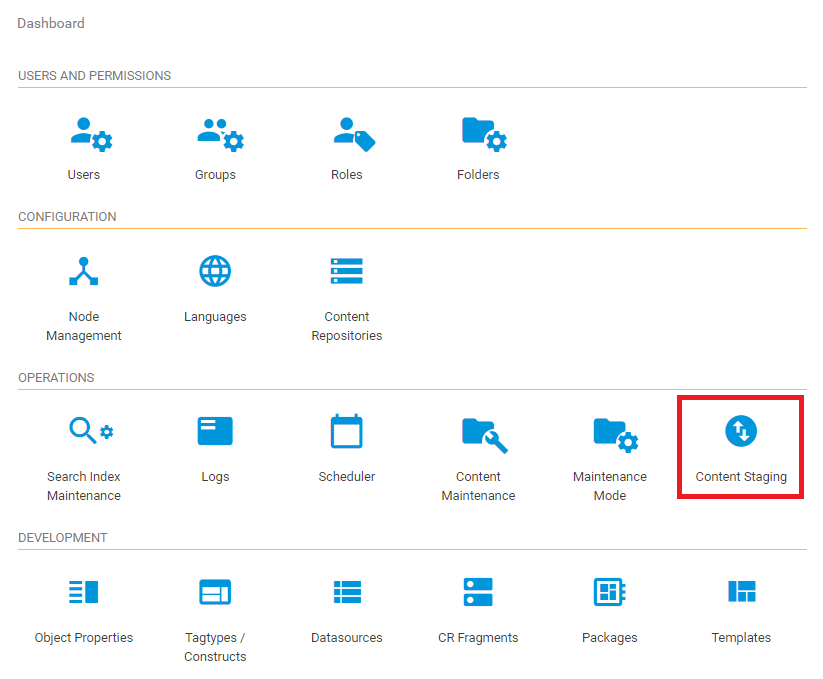 Dashboard
USERS AND PERMISSIONS
Users
Groups
Roles
Folders
CONFIGURATION
Node
Management
Languages
Content
Repositories
OPERATIONS
Search Index
Maintenance
Logs
Scheduler
Content
Maintenance
Maintenance
Mode
Content Staging
DEVELOPMENT
Object Properties
Tagtypes /
Constructs
Datasources
CR Fragments
Packages
Templates